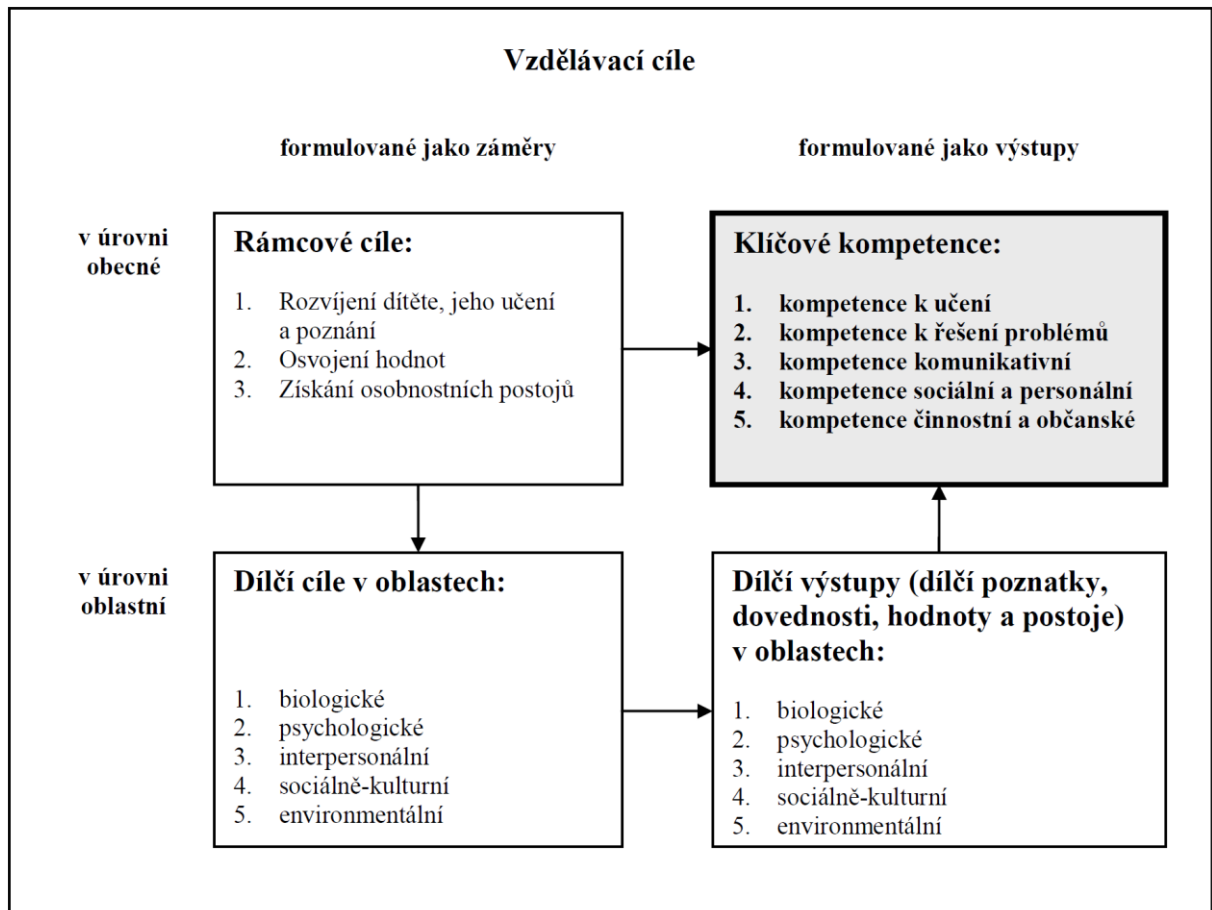 Vzdělávací cíle
formulované jako záměry
formulované jako výstupy
v úrovni
obecné
Rámcové cíle:
1. Rozvíjení dítěte, jeho učení
a poznání
2. Osvojení hodnot
3. Získání osobnostních postojů
Klíčové kompetence:
1. kompetence k učení
2. kompetence k řešení problémů
3. kompetence komunikativní
4. kompetence sociální a personální
5. kompetence činnostní a občanské
v úrovni
oblastní
Dílčí cíle v oblastech:
1. biologické
2. psychologické
3. interpersonální
4. sociálně-kulturní
5. environmentální
Dílčí výstupy (dílčí poznatky,
dovednosti, hodnoty a postoje)
v oblastech:
1. biologické
2. psychologické
3. interpersonální
4. sociálně-kulturní
5. environmentální